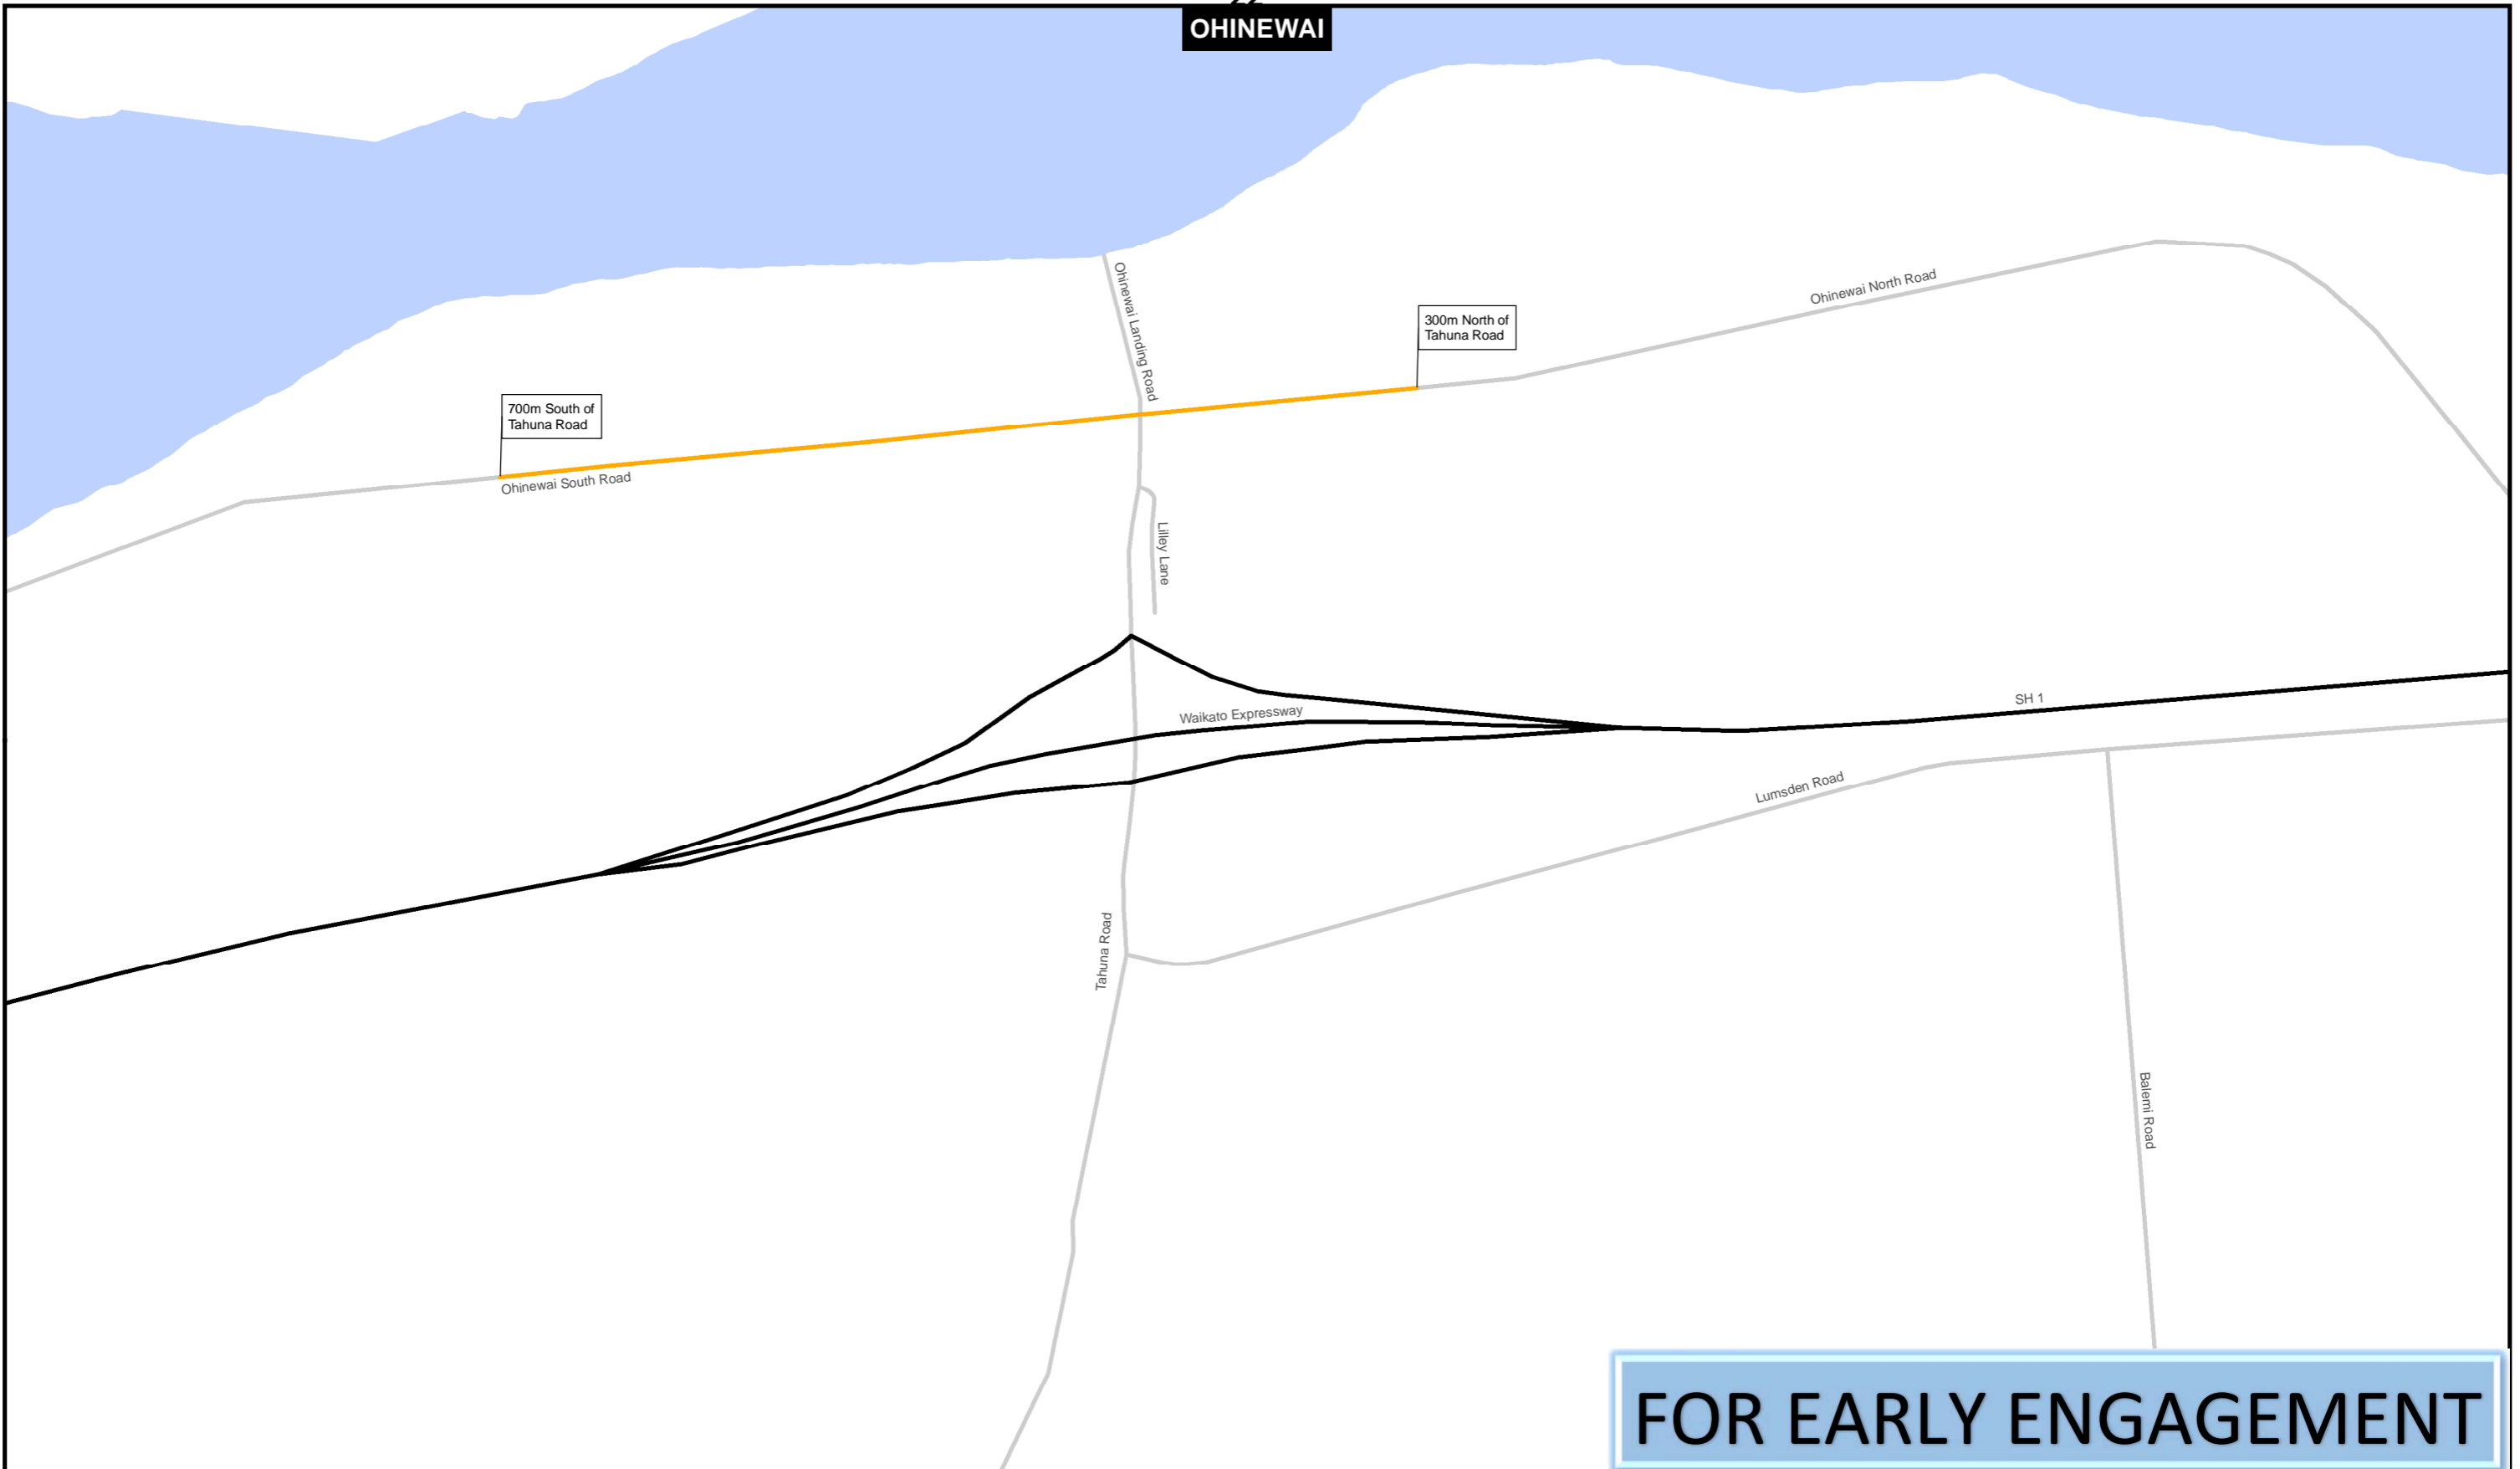 OHINEWAI
Ohinewai Landing Road
Ohinewai North Road
300m North of
Tahuna Road
700m South of
Tahuna Road
Ohinewai South Road
Lilley Lane
SH 1
Waikato Expressway
Lumsden Road
Tahuna Road
Balemi Road
FOR EARLY ENGAGEMENT